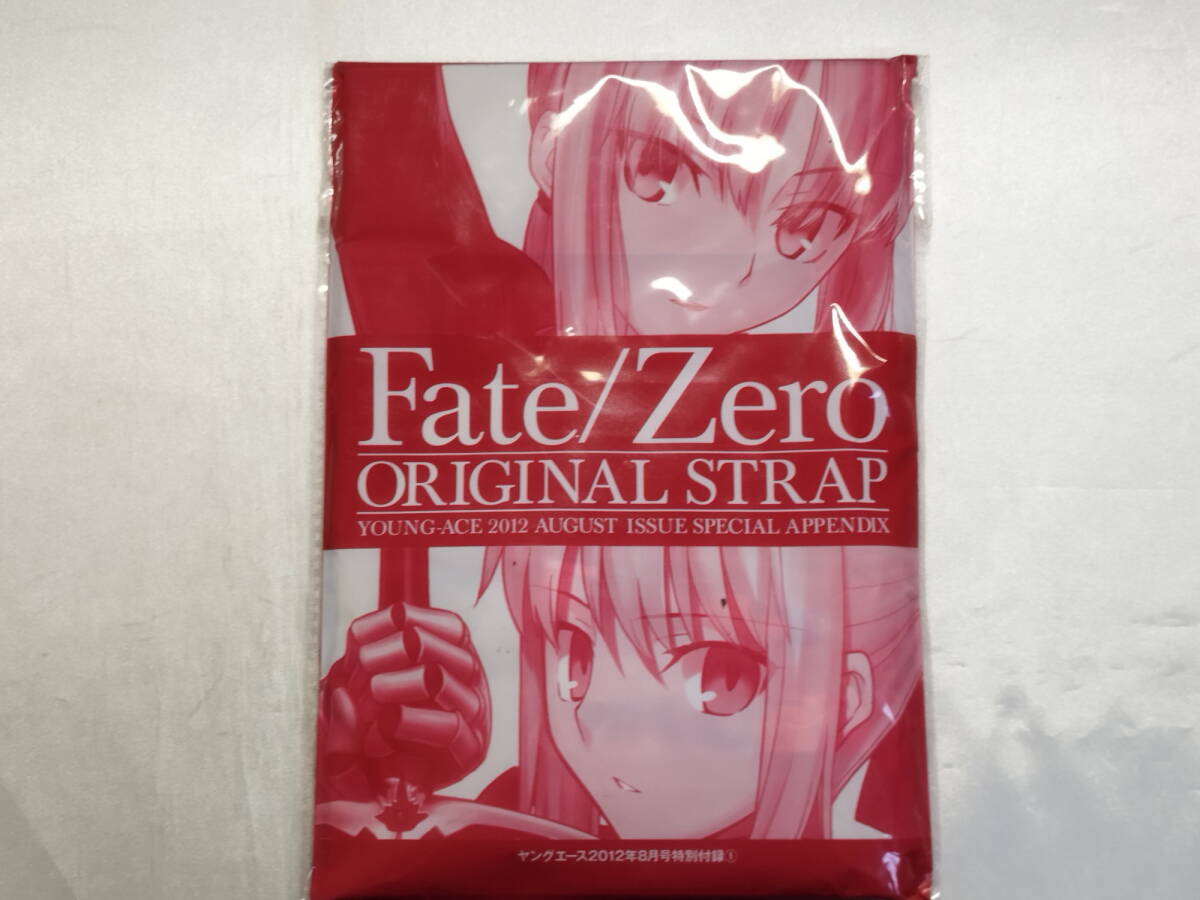 Fate/Zero
ORIGINAL STRAP
YOUNG-ACE 2012 AUGUST ISSUE SPECIAL APPENDIX
ヤングエース2012年8月号特別付録①